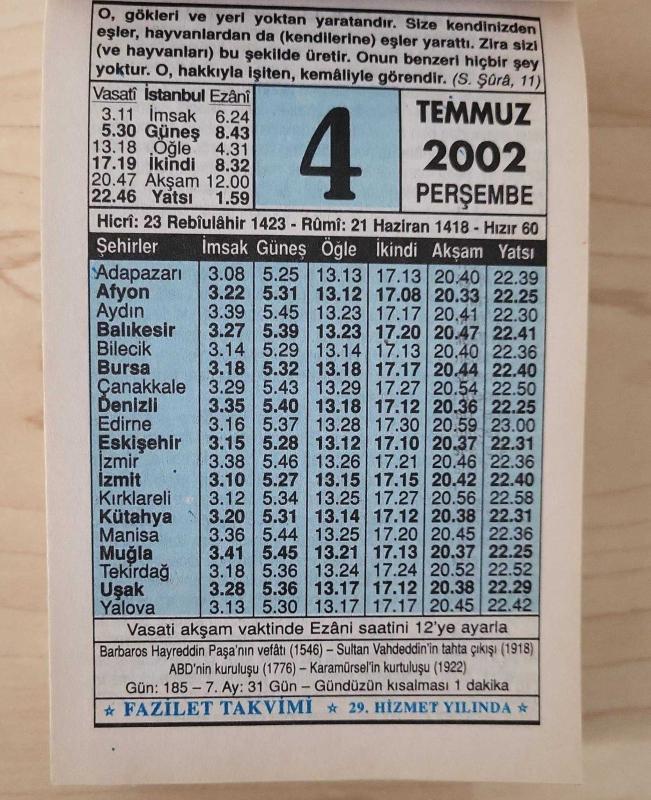 O, gökleri ve yeri yoktan yaratandır. Size kendinizden
eşler, hayvanlardan da (kendilerine) eşler yarattı. Zira sizi
(ve hayvanları) bu şekilde üretir. Onun benzeri hiçbir şey
yoktur. O, hakkıyla işiten, kemâliyle görendir. (S. Şûrâ, 11)
Vasatî İstanbul Ezânî
3.11 İmsak 6.24
5.30 Güneş 8.43
13.18 Öğle 4.31
17.19 İkindi 8.32
20.47 Akşam 12.00
22.46 Yatsı 1.59
4
TEMMUZ
2002
PERŞEMBE
Hicrî: 23 Rebîulâhir 1423 - Rûmî: 21 Haziran 1418 - Hızır 60
Şehirler İmsak Güneş Öğle İkindi Akşam Yatsı
Adapazarı 3.08 5.25 13.13 17.13 20.40 22.39
Afyon 3.22 5.31 13.12 17.08 20.33 22.25
Aydın 3.39 5.45 13.23 17.17 20.41 22.30
Balıkesir 3.27 5.39 13.23 17.20 20.47 22.41
Bilecik 3.14 5.29 13.14 17.13 20.40 22.36
Bursa 3.18 5.32 13.18 17.17 20.44 22.40
Çanakkale 3.29 5.43 13.29 17.27 20.54 22.50
Denizli 3.35 5.40 13.18 17.12 20.36 22.25
Edirne 3.16 5.37 13.28 17.30 20.59 23.00
Eskişehir 3.15 5.28 13.12 17.10 20.37 22.31
İzmir 3.38 5.46 13.26 17.21 20.46 22.36
İzmit 3.10 5.27 13.15 17.15 20.42 22.40
Kırklareli 3.12 5.34 13.25 17.27 20.56 22.58
Kütahya 3.20 5.31 13.14 17.12 20.38 22.31
Manisa 3.36 5.44 13.25 17.20 20.45 22.36
Muğla 3.41 5.45 13.21 17.13 20.37 22.25
Tekirdağ 3.18 5.36 13.24 17.24 20.52 22.52
Uşak 3.28 5.36 13.17 17.12 20.38 22.29
Yalova 3.13 5.30 13.17 17.17 20.45 22.42
Vasati akşam vaktinde Ezâni saatini 12'ye ayarla
Barbaros Hayreddin Paşa'nın vefâtı (1546) – Sultan Vahdeddin'in tahta çıkışı (1918)
ABD'nin kuruluşu (1776) – Karamürsel'in kurtuluşu (1922)
Gün: 185 – 7. Ay: 31 Gün – Gündüzün kısalması 1 dakika
☆ FAZİLET TAKVİMİ ☆ 29. HİZMET YILINDA ☆